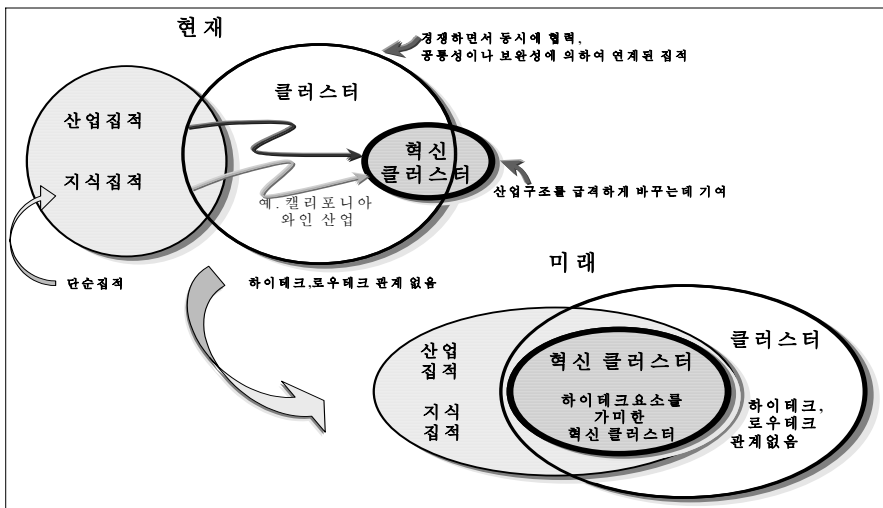 현재
경쟁하면서 동시에 협력,
공통성이나 보완성에 의하여 연계된 집적
클러스터
산업집적
지식집적
혁신
클러스터
산업구조를 급격하게 바꾸는데 기여
예. 캘리포니아
와인 산업
단순집적
하이테크,로우테크 관계 없음
미래
클러스터
산업
집적
지식
집적
혁신 클러스터
하이테크요소를
가미한
혁신 클러스터
하이테크,
로우테크
관계없음